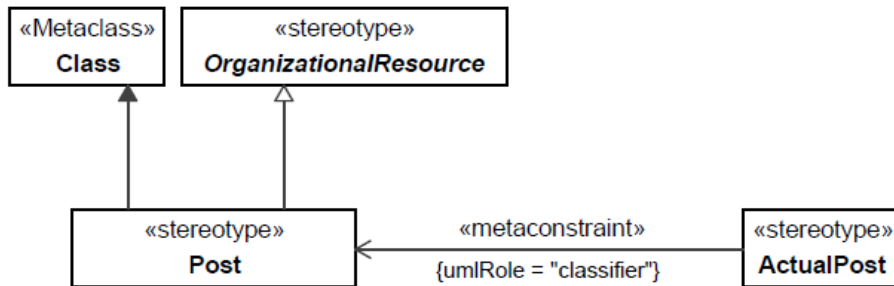 «Metaclass»
Class
«stereotype»
OrganizationalResource
«stereotype»
Post
«metaconstraint»
{umlRole = "classifier"}
«stereotype»
ActualPost